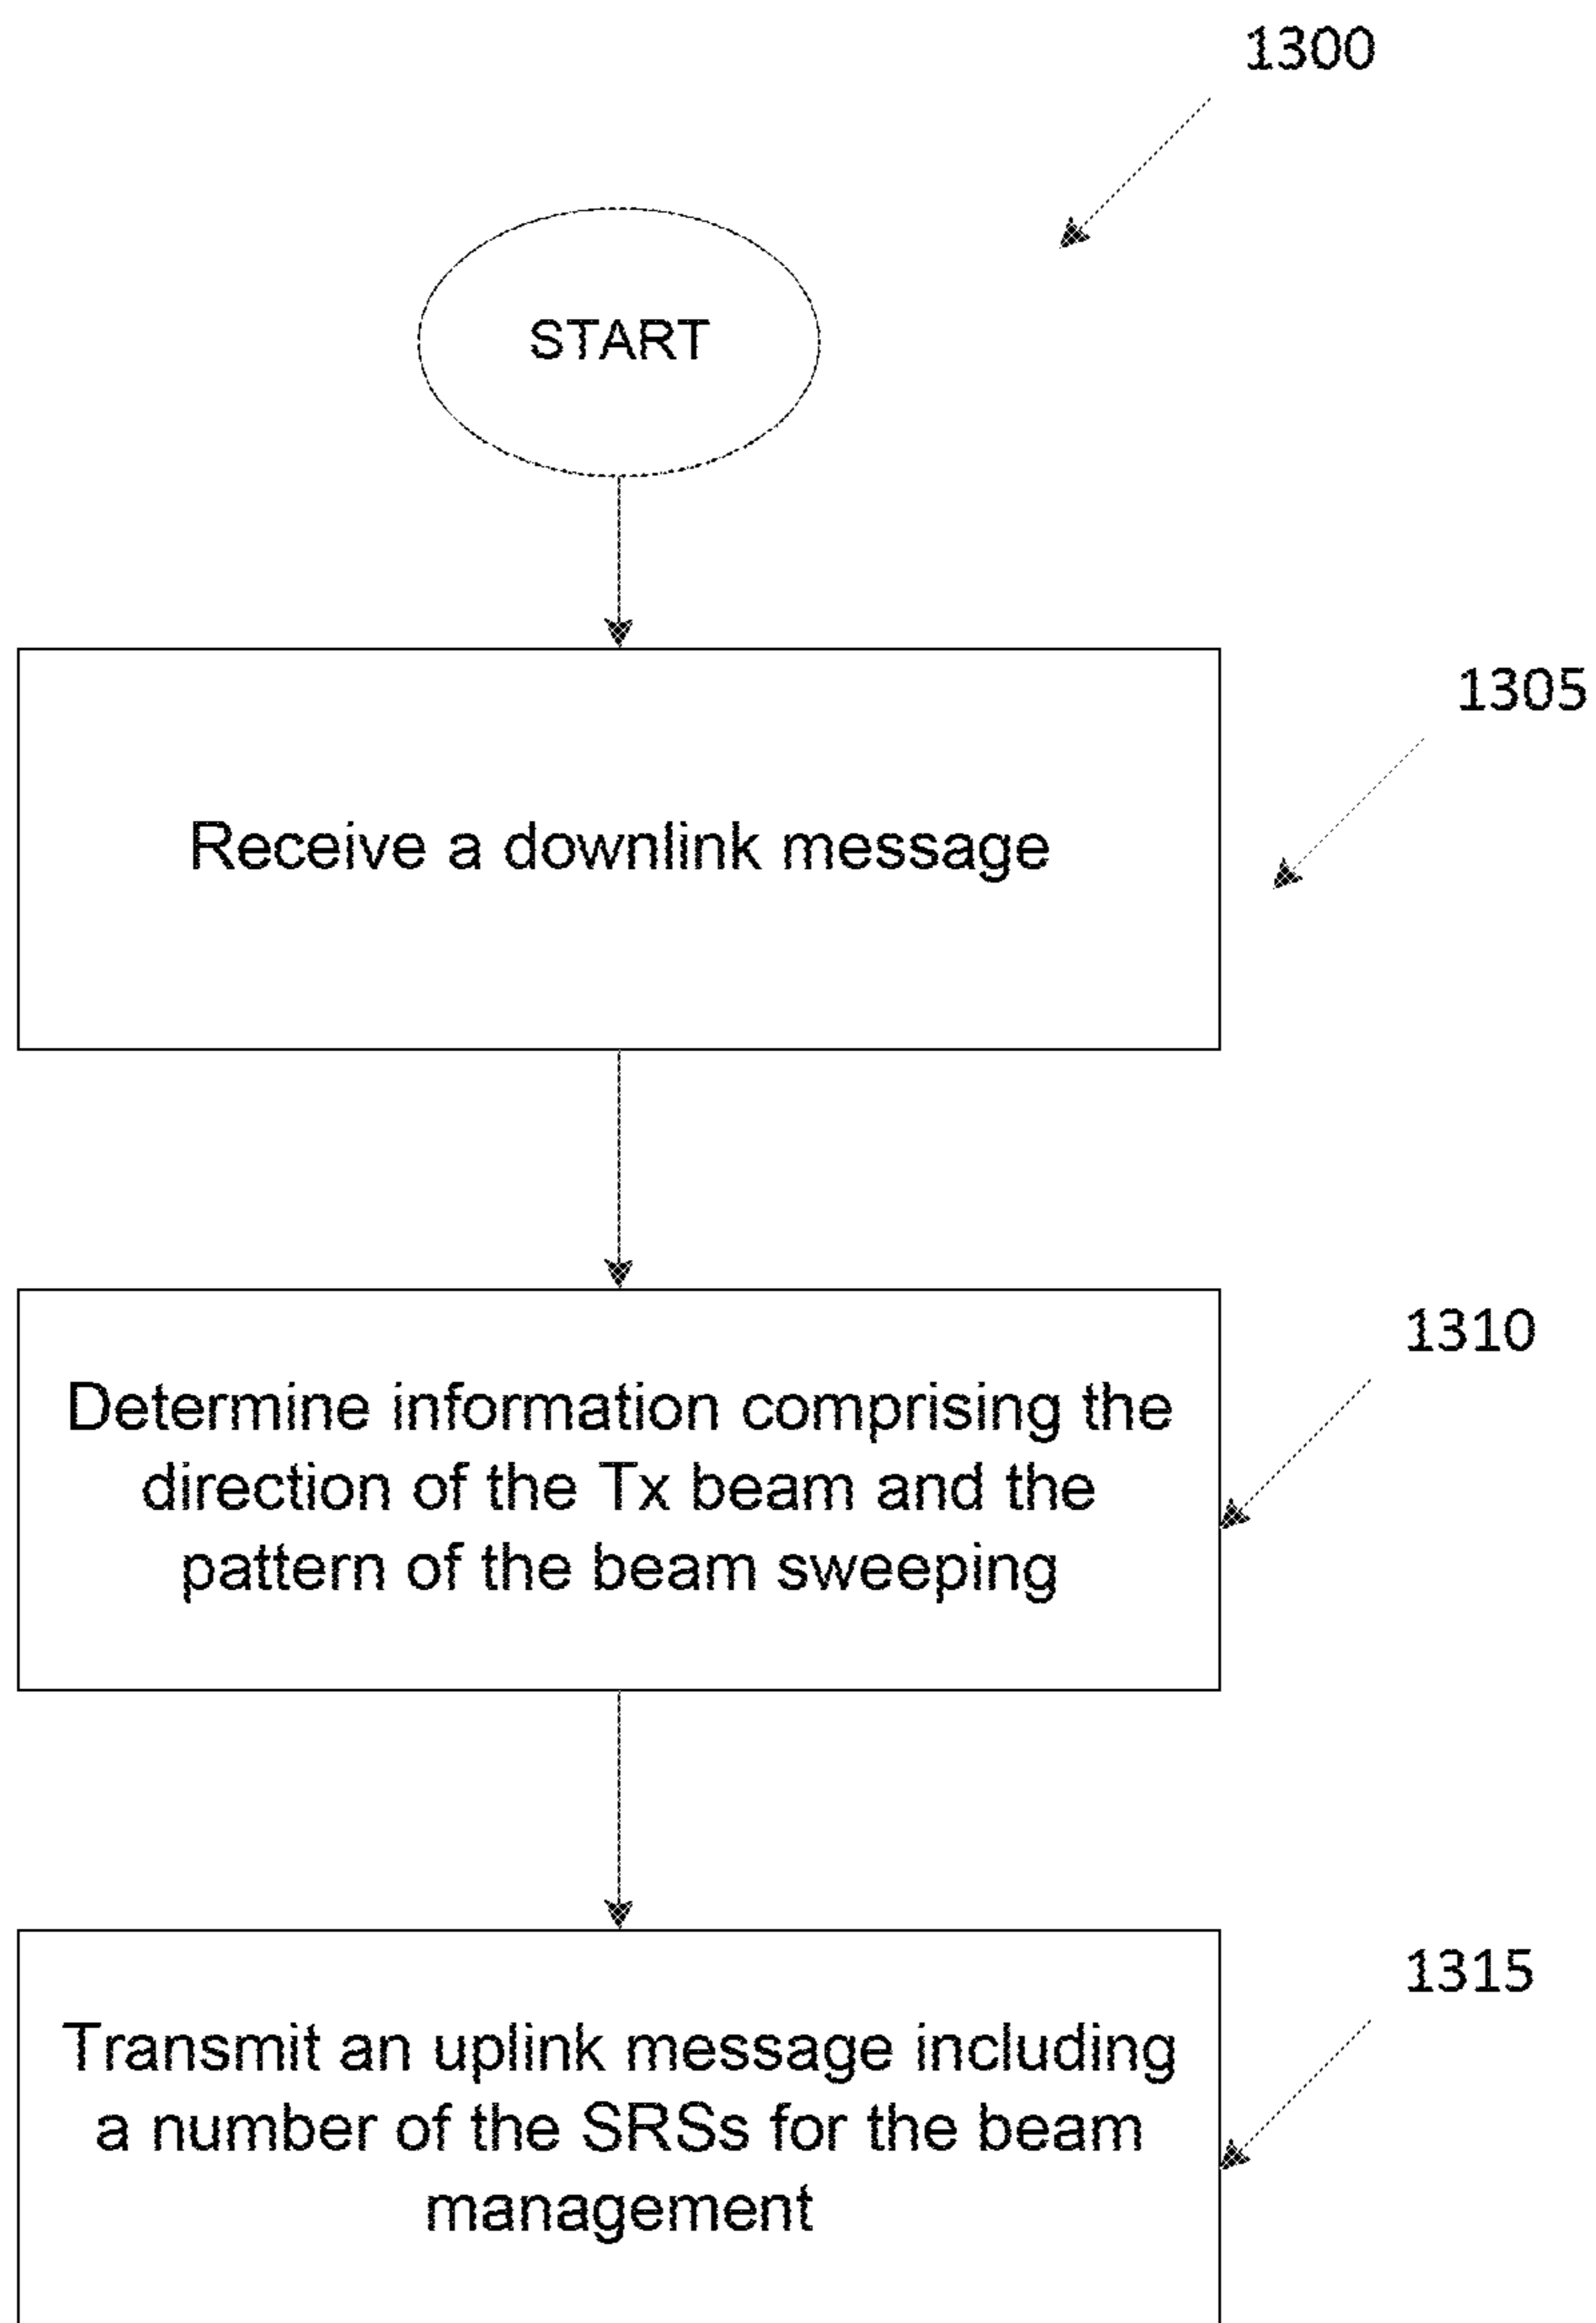 1300
START
1305
Receive a downlink message
1310
Determine information comprising the
direction of the Tx beam and the
pattern of the beam sweeping
1315
Transmit an uplink message including
a number of the SRSs for the beam
management